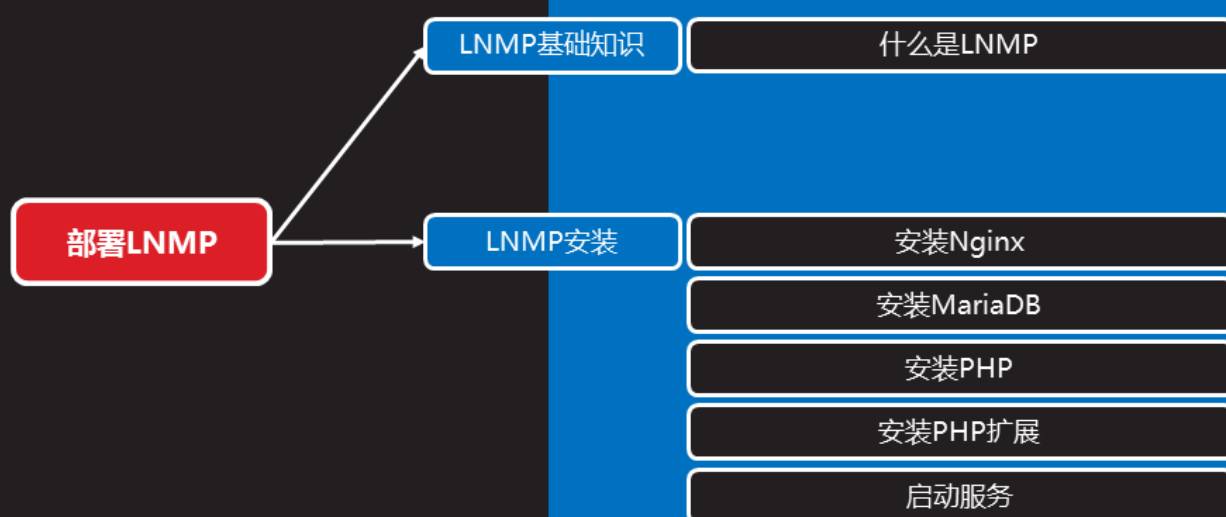 LNMP基础知识
什么是LNMP
部署LNMP
LNMP安装
安装Nginx
安装MariaDB
安装PHP
安装PHP扩展
启动服务